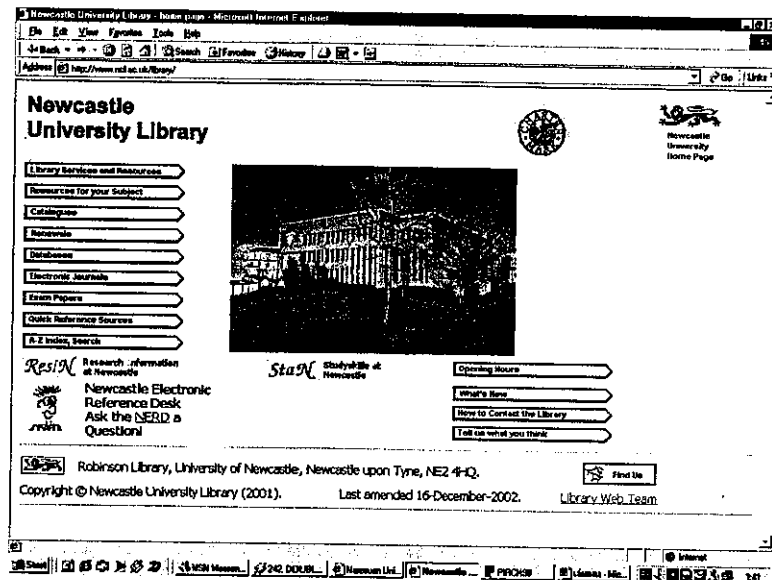 Newcastle University Library - home page - Microsoft Internet Explorer
File Edit View Favorites Tools Help
Back Search Favorites History
Address http://www.ncl.ac.uk/library/ Go Links
Newcastle
University Library
Newcastle
University
Home Page
Library Services and Resources
Resources for your Subject
Catalogues
Renewals
Databases
Electronic Journals
Exam Papers
Quick Reference Sources
A-Z Index, Search
ResIN Research Information
at Newcastle
StaN Studyskills at
Newcastle
Newcastle Electronic
Reference Desk
Ask the NERD a
Question!
Opening Hours
What's New
How to Contact the Library
Tell us what you think
Robinson Library, University of Newcastle, Newcastle upon Tyne, NE2 4HQ.
Find Us
Copyright © Newcastle University Library (2001). Last amended 16-December-2002. Library Web Team
Internet
Start